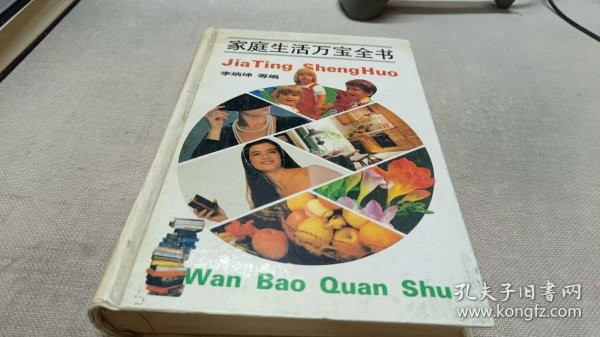 家庭生活万宝全书
JiaTing ShengHuo
李炳坤 等编
Wan Bao Quan Shu
孔夫子旧书网
www.kongfz.com